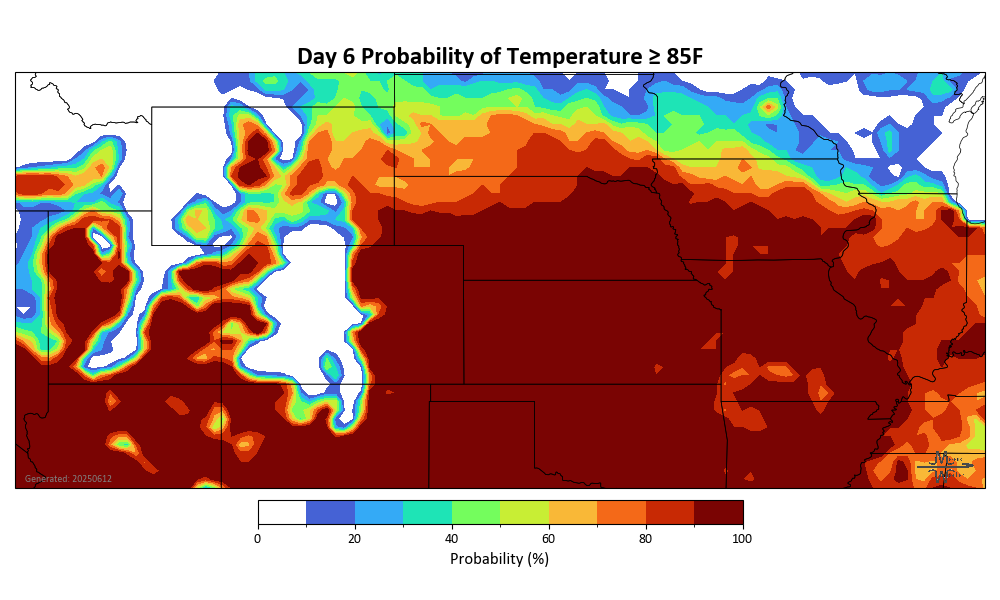 Day 6 Probability of Temperature ≥ 85F
Generated: 20250612
0 20 40 60 80 100
Probability (%)